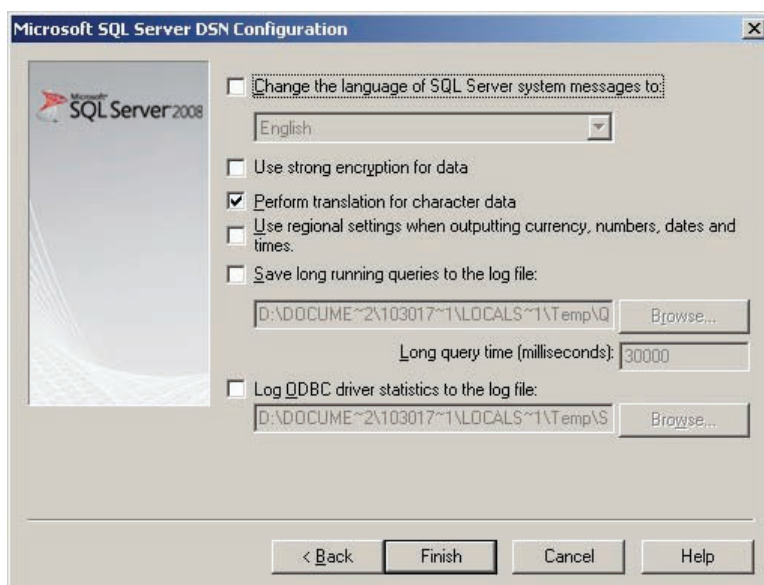 Microsoft SQL Server DSN Configuration
Microsoft
SQL Server 2008
Change the language of SQL Server system messages to:
English
Use strong encryption for data
Perform translation for character data
Use regional settings when outputting currency, numbers, dates and
times.
Save long running queries to the log file:
D:\DOCUME~2\103017~1\LOCALS~1\Temp\Q
Browse...
Long query time (milliseconds):
30000
Log ODBC driver statistics to the log file:
D:\DOCUME~2\103017~1\LOCALS~1\Temp\S
Browse...
< Back
Finish
Cancel
Help